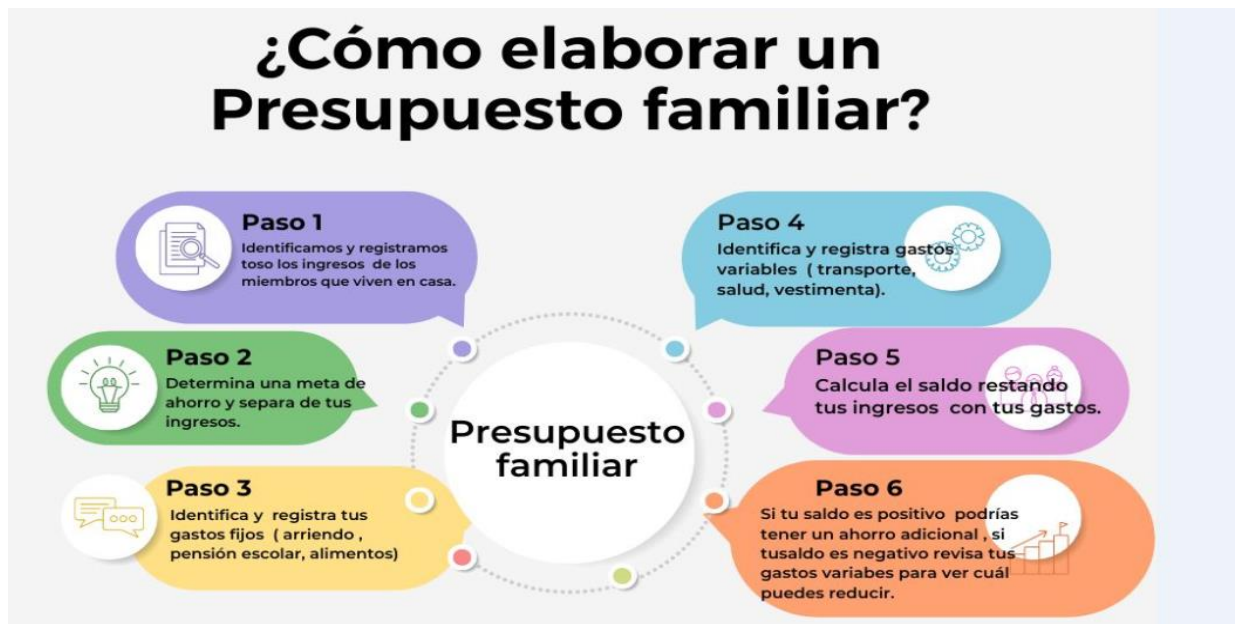 ¿Cómo elaborar un
Presupuesto familiar?
Paso 1
Identificamos y registramos
toso los ingresos de los
miembros que viven en casa.
Paso 2
Determina una meta de
ahorro y separa de tus
ingresos.
Paso 3
Identifica y registra tus
gastos fijos ( arriendo ,
pensión escolar, alimentos)
Presupuesto
familiar
Paso 4
Identifica y registra gastos
variables ( transporte,
salud, vestimenta).
Paso 5
Calcula el saldo restando
tus ingresos con tus gastos.
Paso 6
Si tu saldo es positivo podrías
tener un ahorro adicional , si
tusaldo es negativo revisa tus
gastos variabes para ver cuál
puedes reducir.